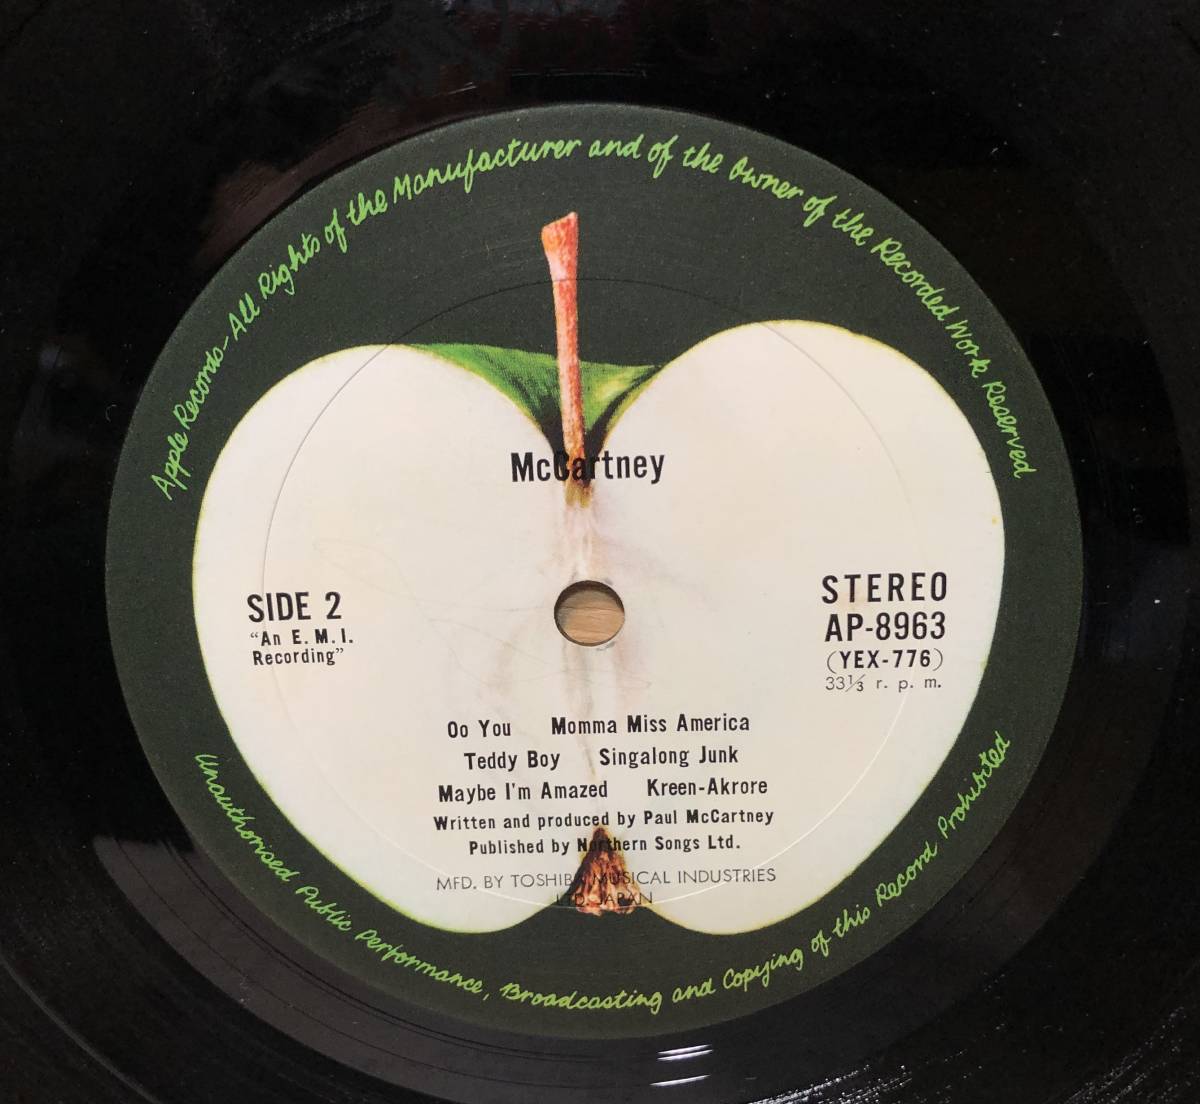 Apple Records-All Rights of the Manufacturer and of the Owner of the Recorded Work Reserved
McCartney
SIDE 2
“An E. M. I.
Recording”
STEREO
AP-8963
(YEX-776)
33⅓ r. p. m.
Oo You Momma Miss America
Teddy Boy Singalong Junk
Maybe I'm Amazed Kreen-Akrore
Written and produced by Paul McCartney
Published by Northern Songs Ltd.
MFD. BY TOSHIBA MUSICAL INDUSTRIES
LTD. JAPAN
Unauthorised Public Performance, Broadcasting and Copying of this Record Prohibited